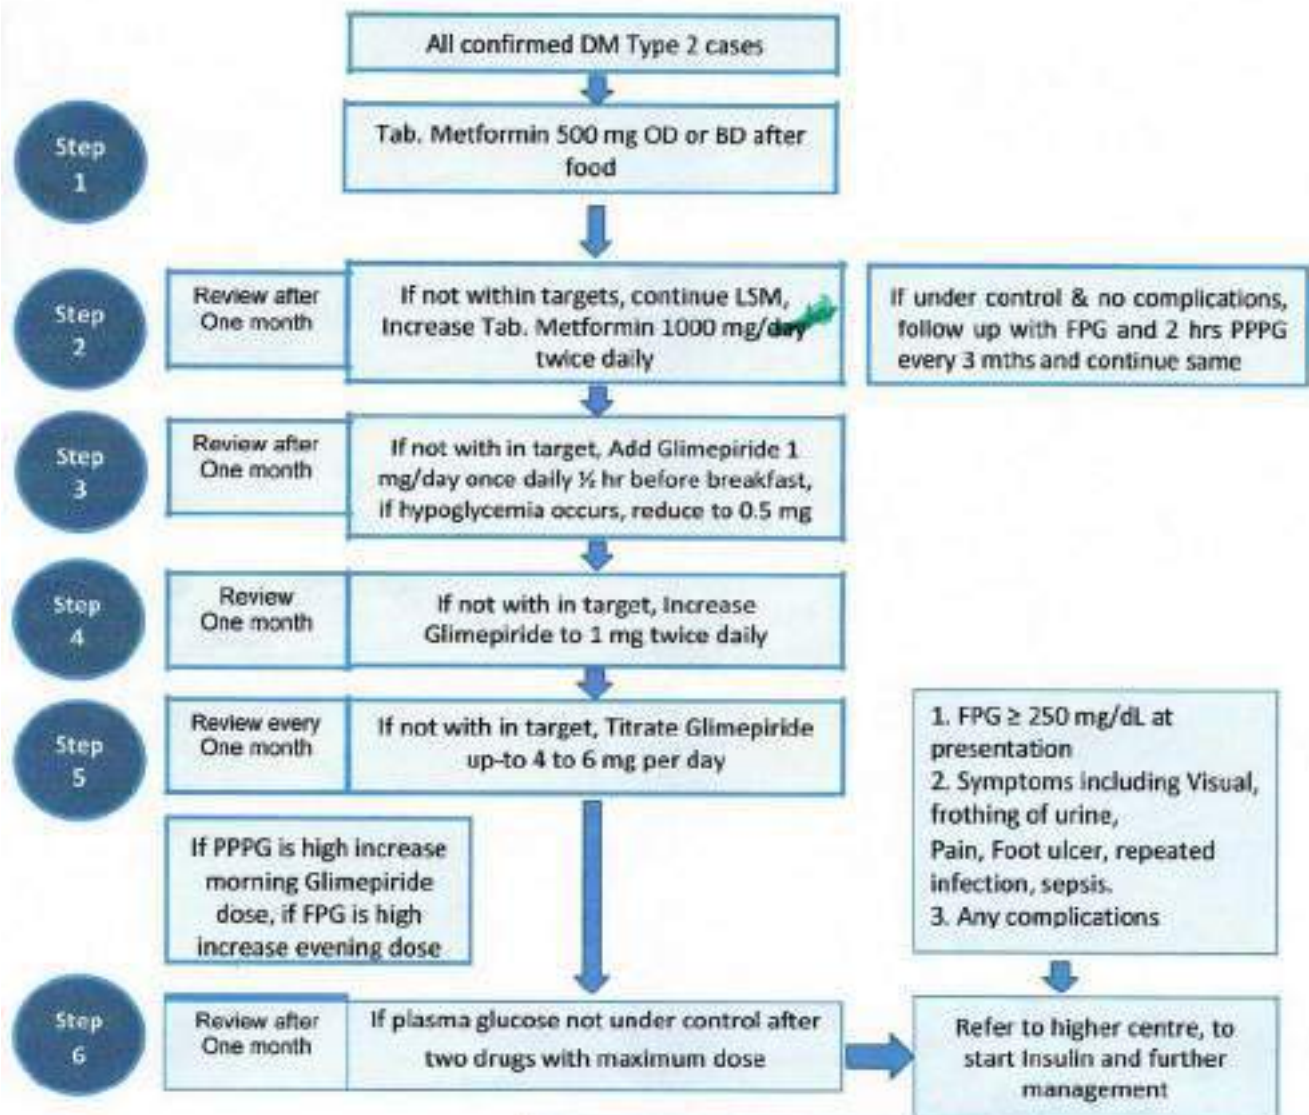 All confirmed DM Type 2 cases
Step
1
Tab. Metformin 500 mg OD or BD after
food
Step
2
Review after
One month
If not within targets, continue LSM,
Increase Tab. Metformin 1000 mg/day
twice daily
If under control & no complications,
follow up with FPG and 2 hrs PPPG
every 3 mths and continue same
Step
3
Review after
One month
If not with in target, Add Glimepiride 1
mg/day once daily ½ hr before breakfast,
if hypoglycemia occurs, reduce to 0.5 mg
Step
4
Review
One month
If not with in target, Increase
Glimepiride to 1 mg twice daily
Step
5
Review every
One month
If not with in target, Titrate Glimepiride
up-to 4 to 6 mg per day
If PPPG is high increase
morning Glimepiride
dose, if FPG is high
increase evening dose
1. FPG ≥ 250 mg/dL at
presentation
2. Symptoms including Visual,
frothing of urine,
Pain, Foot ulcer, repeated
infection, sepsis.
3. Any complications
Step
6
Review after
One month
If plasma glucose not under control after
two drugs with maximum dose
Refer to higher centre, to
start Insulin and further
management